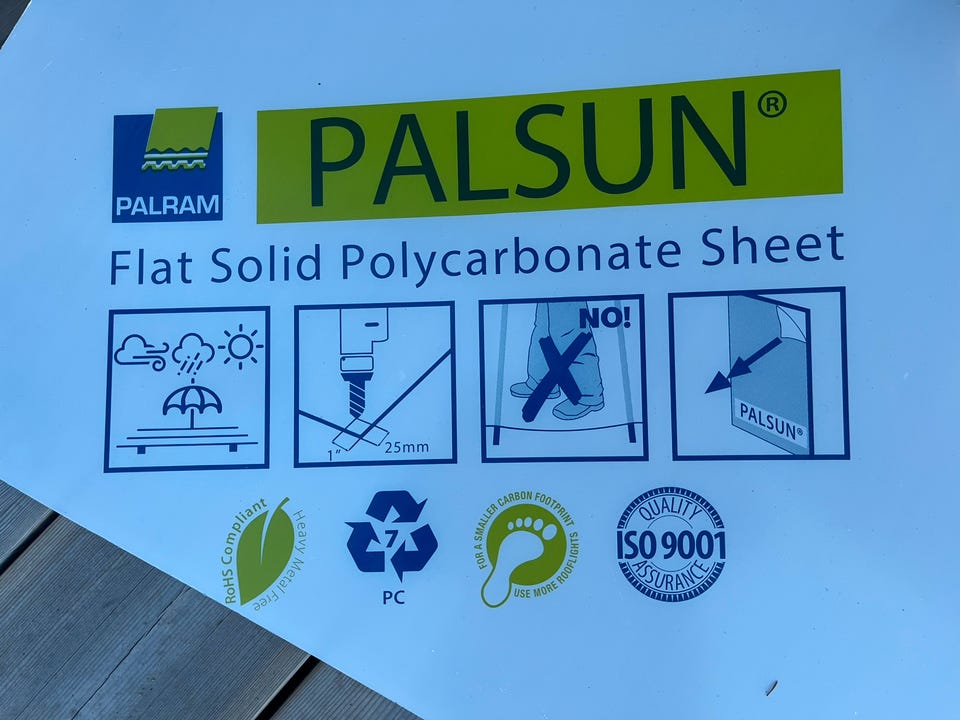 PALRAM
PALSUN®
Flat Solid Polycarbonate Sheet
1"
25mm
NO!
PALSUN®
RoHS Compliant
Heavy Metal Free
7
PC
FOR A SMALLER CARBON FOOTPRINT
USE MORE ROOFLIGHTS
QUALITY
ISO 9001
ASSURANCE